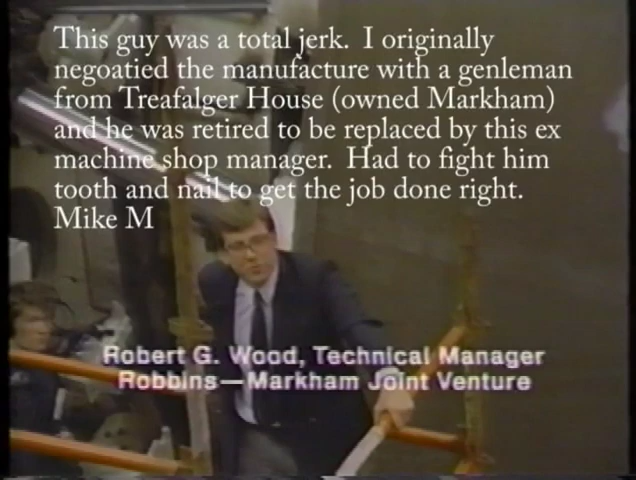 This guy was a total jerk.  I originally
negoatied the manufacture with a genleman
from Treafalger House (owned Markham)
and he was retired to be replaced by this ex
machine shop manager.  Had to fight him
tooth and nail to get the job done right.
Mike M
Robert G. Wood, Technical Manager
Robbins—Markham Joint Venture